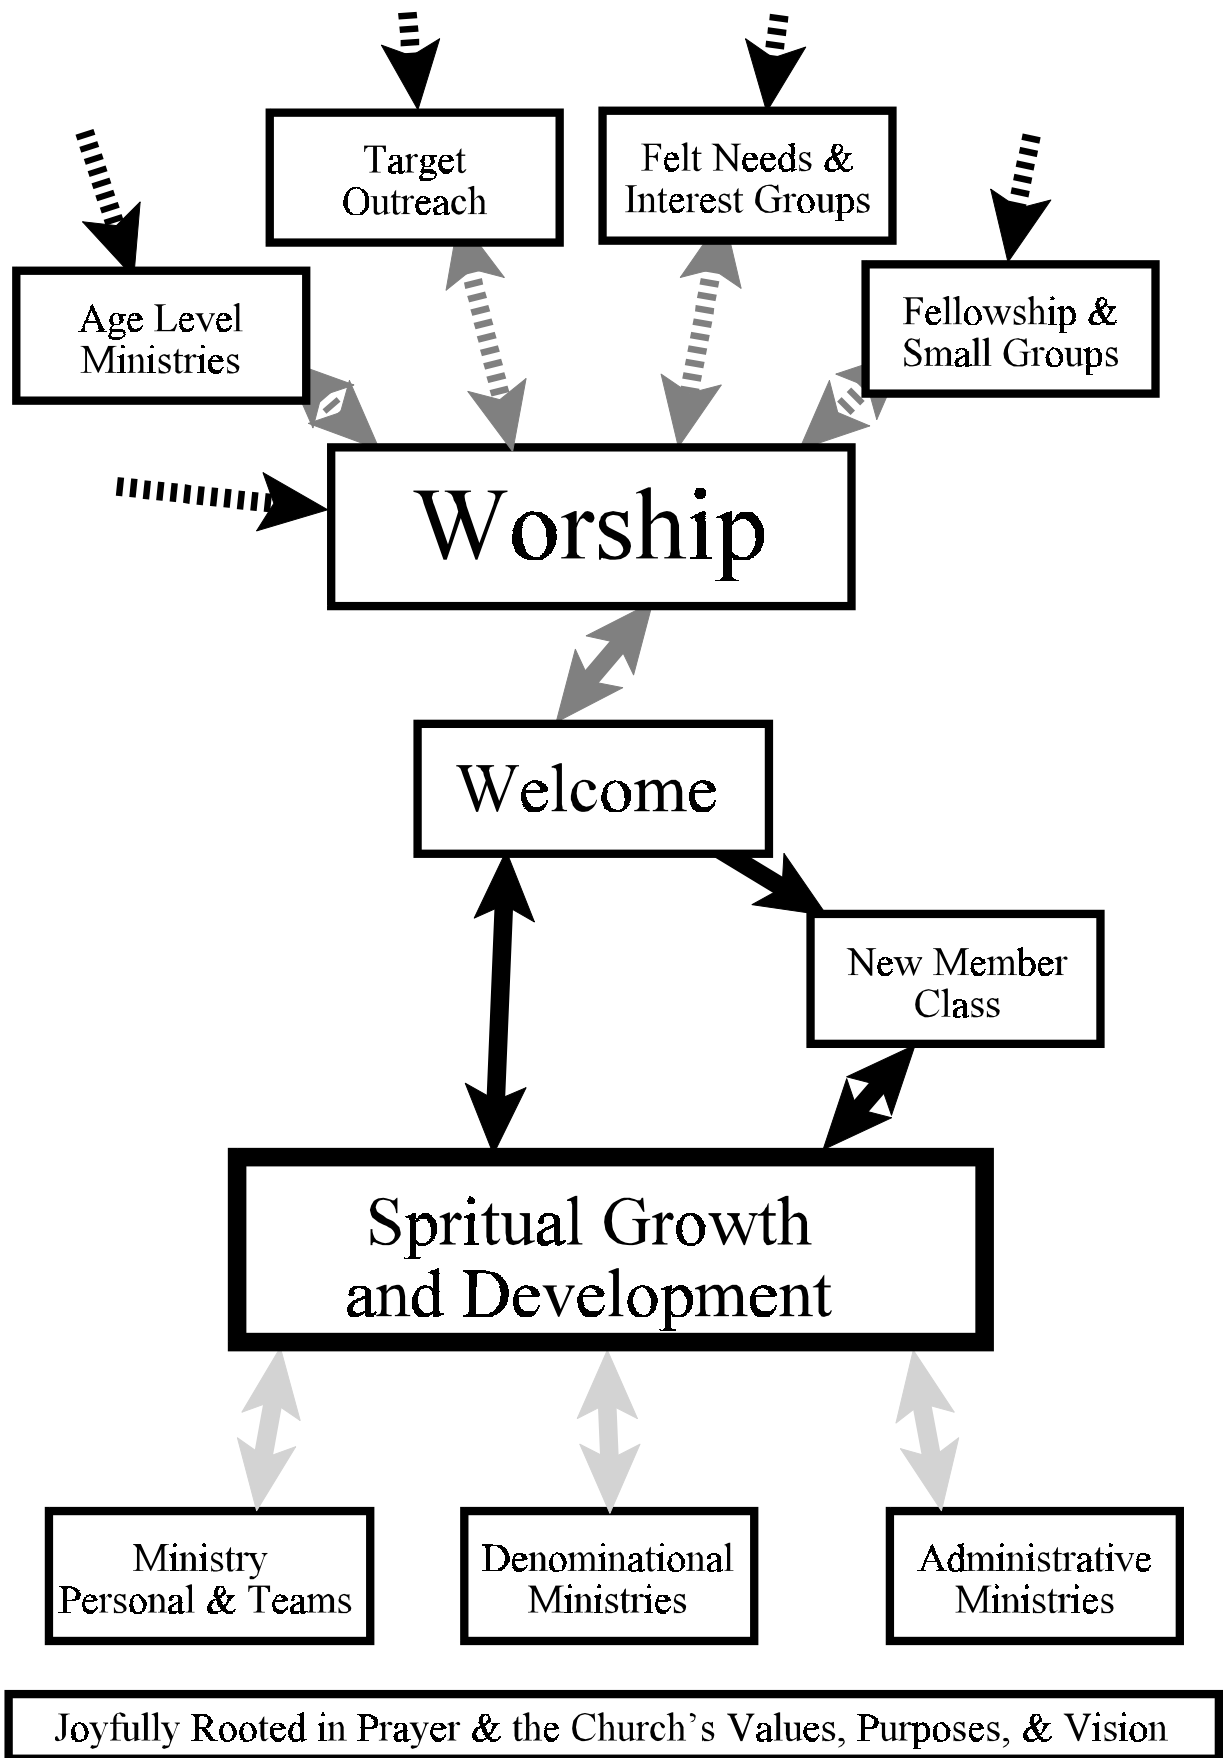 Target
Outreach
Felt Needs &
Interest Groups
Age Level
Ministries
Fellowship &
Small Groups
Worship
Welcome
New Member
Class
Spritual Growth
and Development
Ministry
Personal & Teams
Denominational
Ministries
Administrative
Ministries
Joyfully Rooted in Prayer & the Church’s Values, Purposes, & Vision